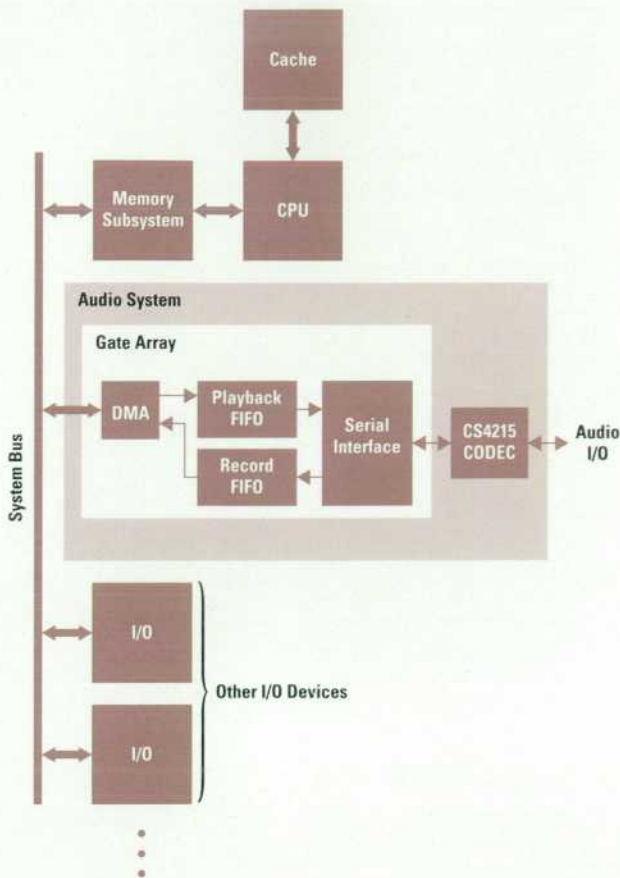 Cache
Memory
Subsystem
CPU
Audio System
Gate Array
DMA
Playback
FIFO
Record
FIFO
Serial
Interface
CS4215
CODEC
Audio
I/O
System Bus
I/O
Other I/O Devices
I/O